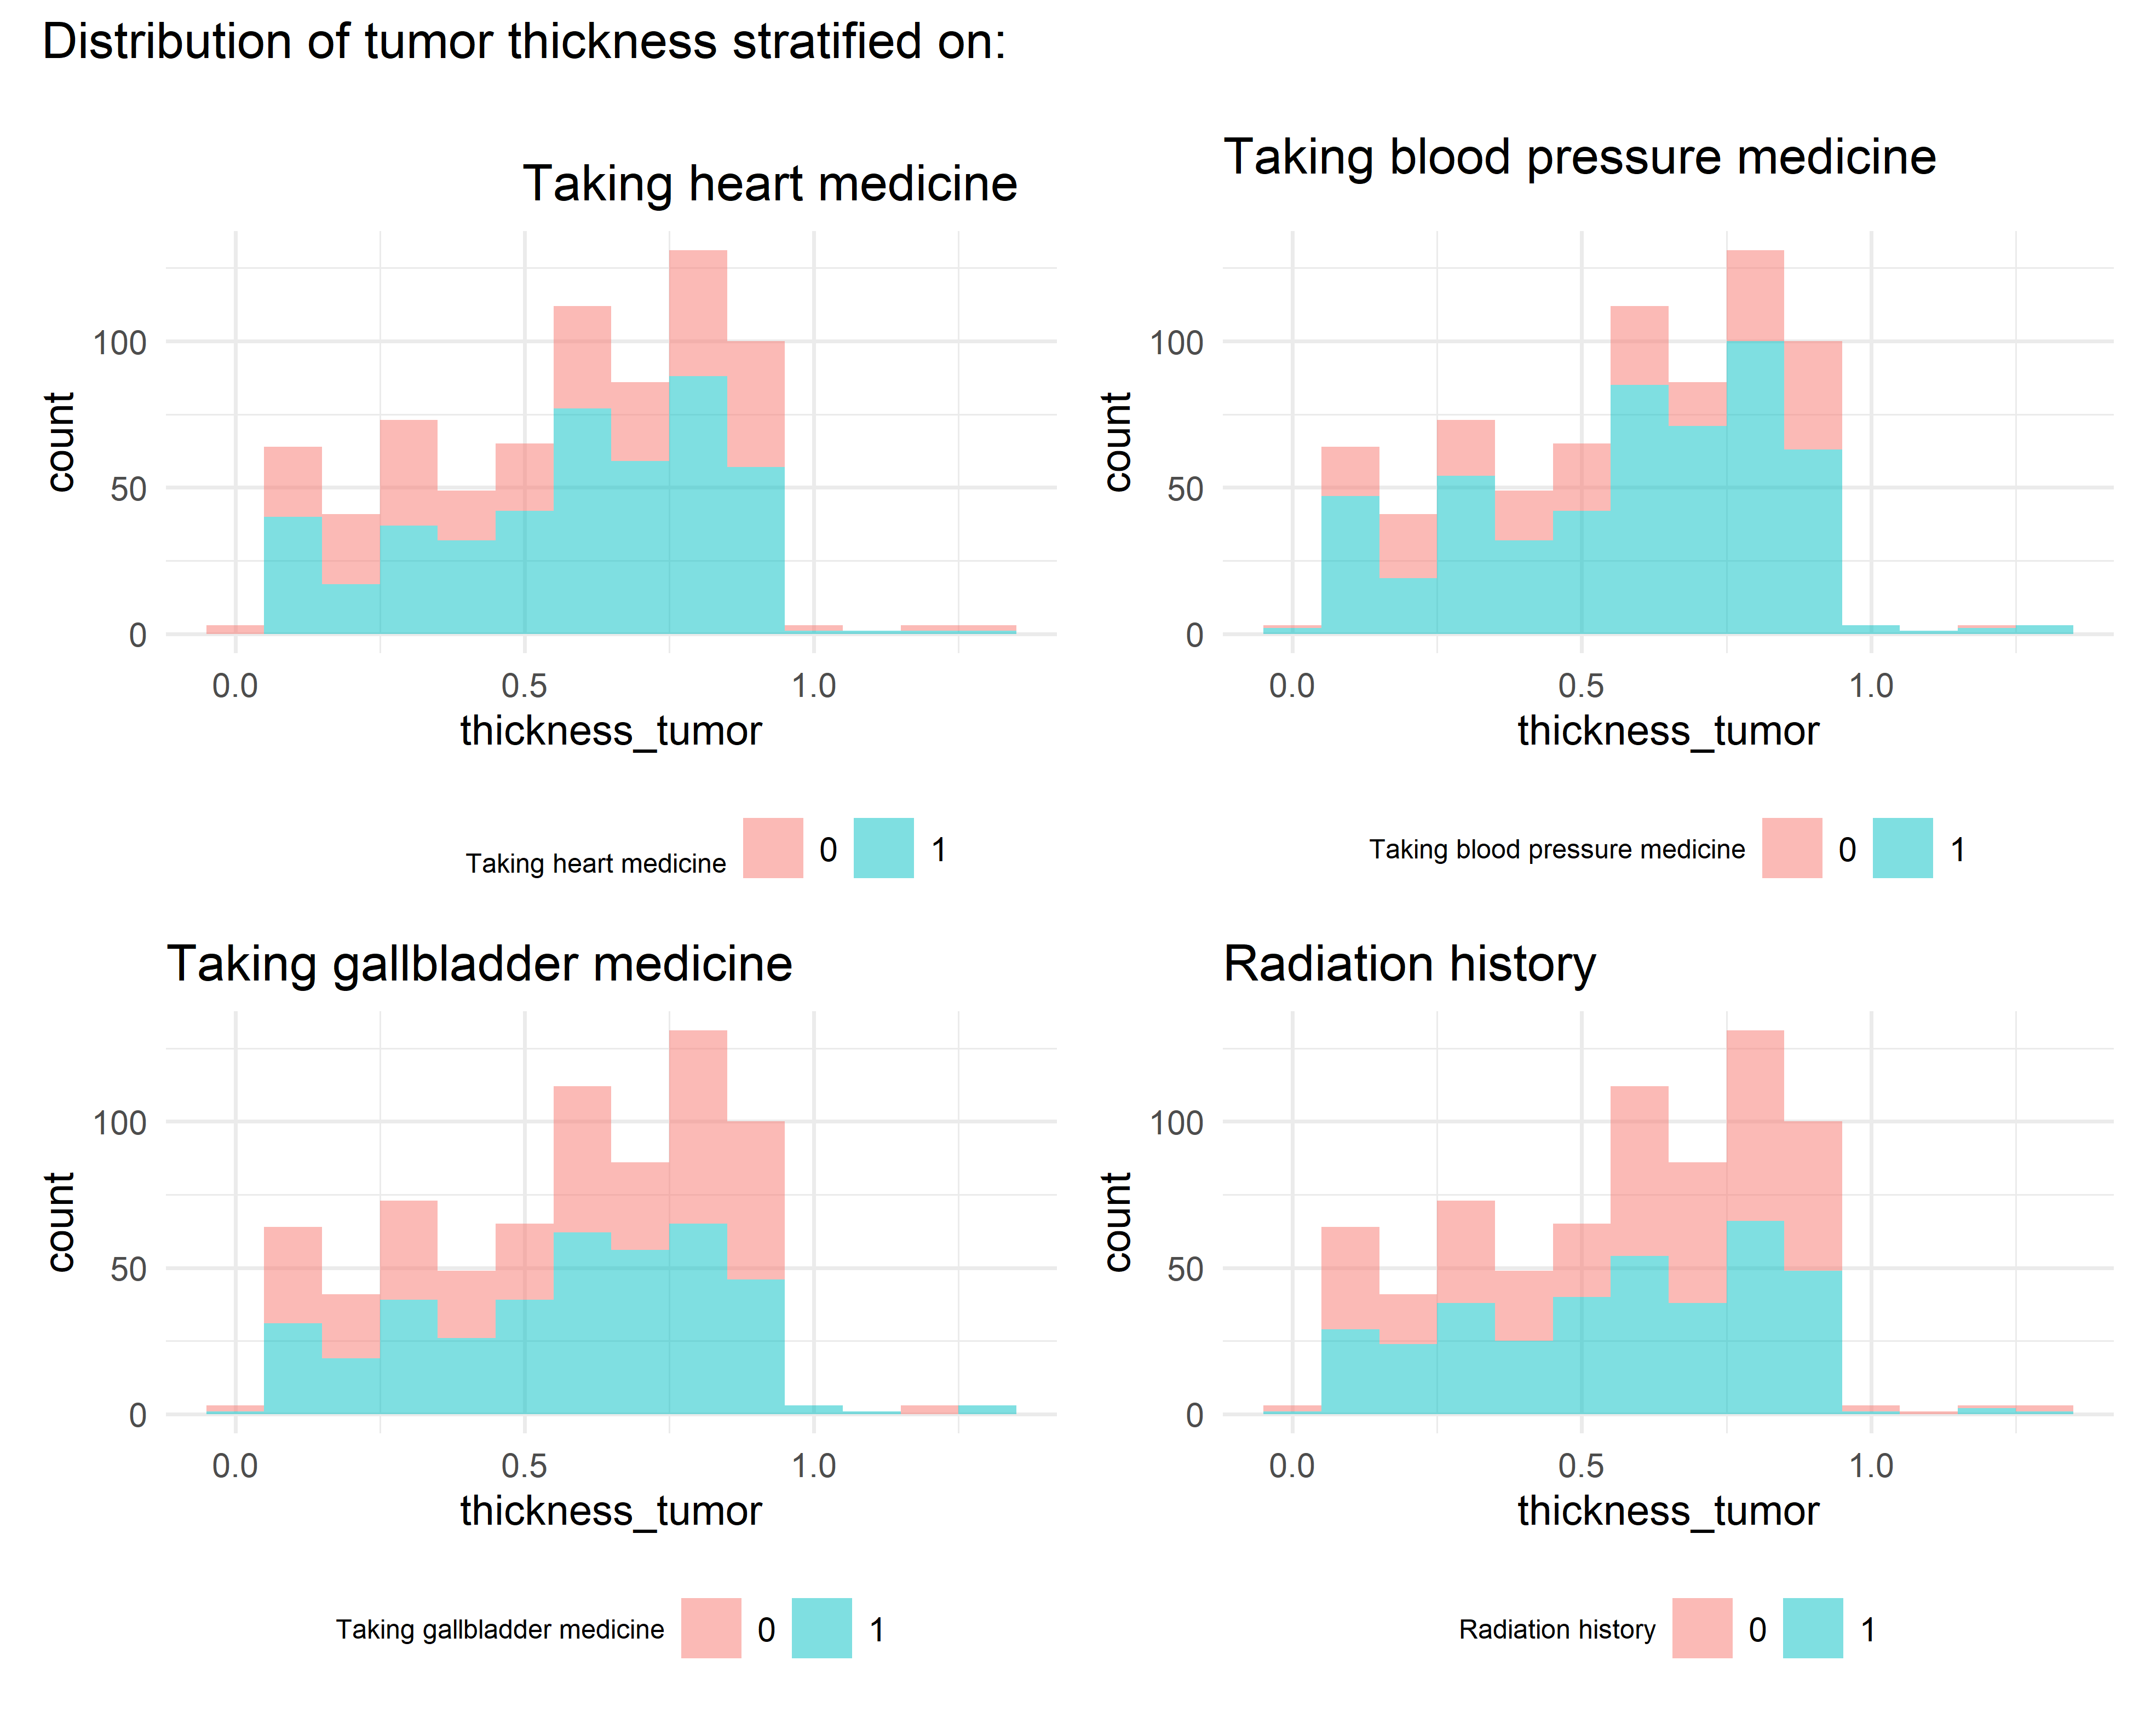 Distribution of tumor thickness stratified on:
Taking heart medicine
count
100
50
0
0.0 0.5 1.0
thickness_tumor
Taking heart medicine 0 1
Taking blood pressure medicine
count
100
50
0
0.0 0.5 1.0
thickness_tumor
Taking blood pressure medicine 0 1
Taking gallbladder medicine
count
100
50
0
0.0 0.5 1.0
thickness_tumor
Taking gallbladder medicine 0 1
Radiation history
count
100
50
0
0.0 0.5 1.0
thickness_tumor
Radiation history 0 1